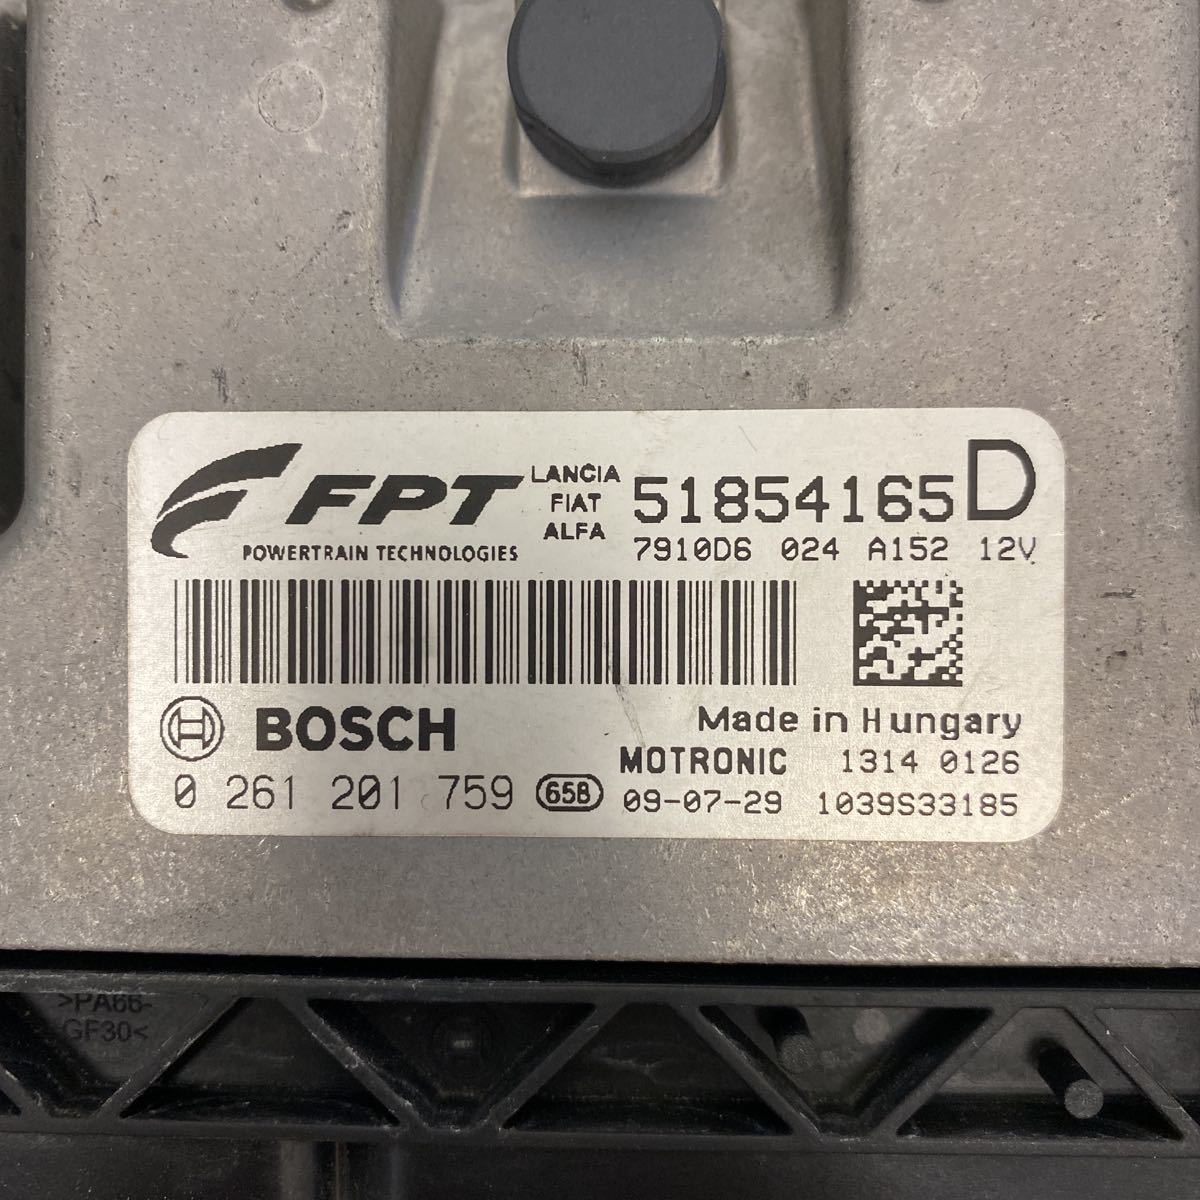 FPT
POWERTRAIN TECHNOLOGIES
LANCIA
FIAT
ALFA
51854165 D
7910D6 024 A152 12V
BOSCH
Made in Hungary
MOTRONIC 1314 0126
0 261 201 759 658 09-07-29 1039S33185
>PA66-
GF30<